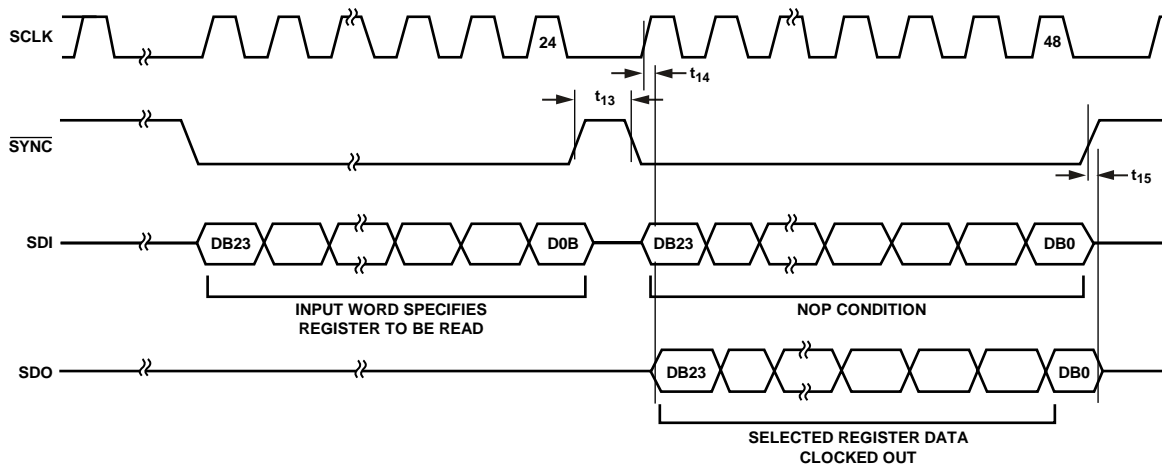 SCLK
24
48
t14
t13
SYNC
t15
SDI
DB23
D0B
DB23
DB0
INPUT WORD SPECIFIES
REGISTER TO BE READ
NOP CONDITION
SDO
DB23
DB0
SELECTED REGISTER DATA
CLOCKED OUT